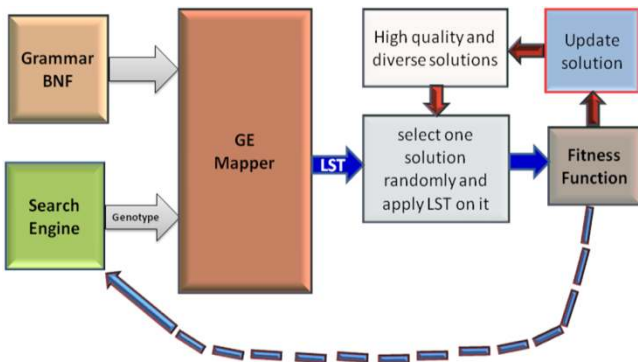 Grammar
BNF
Search
Engine
Genotype
GE
Mapper
LST
High quality and
diverse solutions
select one
solution
randomly and
apply LST on it
Update
solution
Fitness
Function